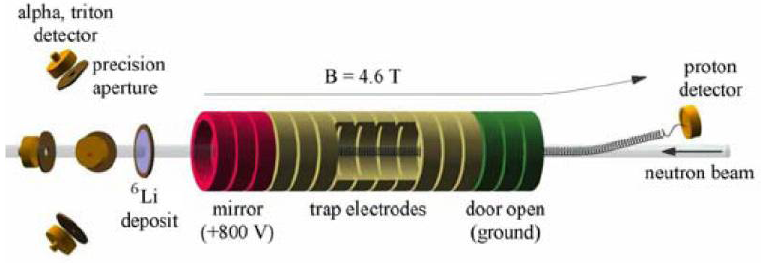 alpha, triton
detector
precision
aperture
B = 4.6 T
proton
detector
neutron beam
⁶Li
deposit
mirror
(+800 V)
trap electrodes
door open
(ground)